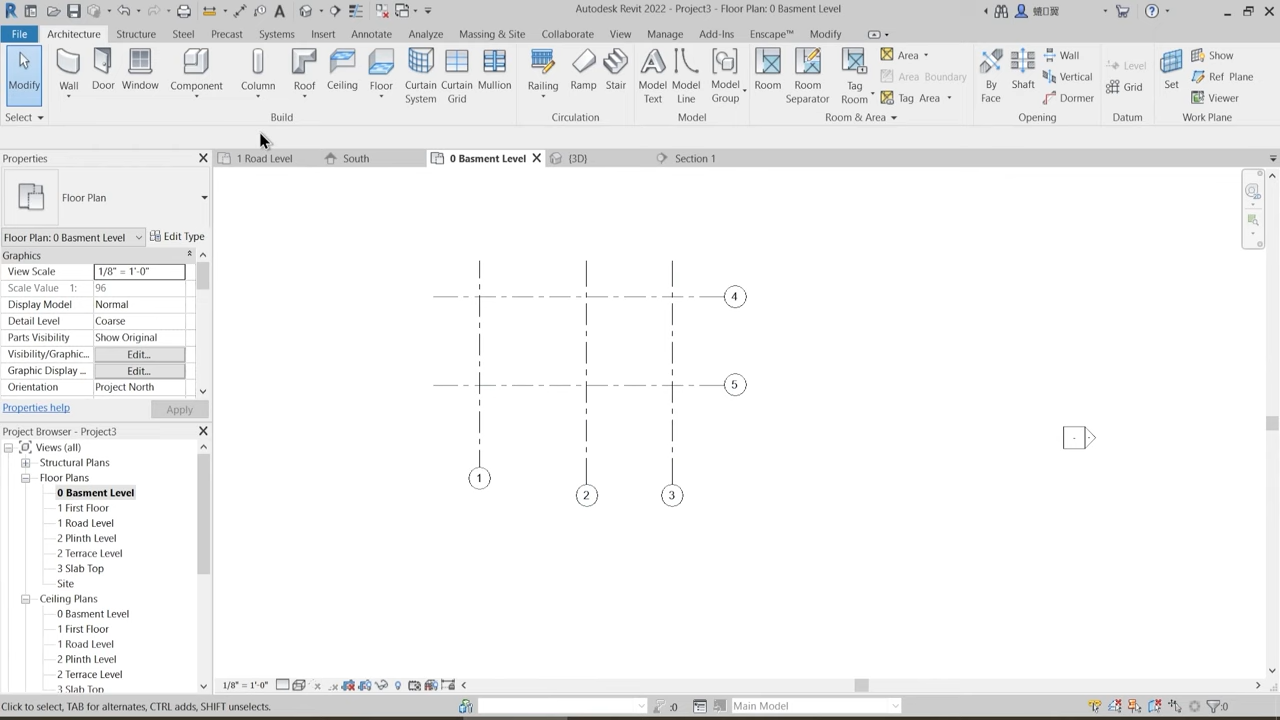 Autodesk Revit 2022 - Project3 - Floor Plan: 0 Basment Level
File Architecture Structure Steel Precast Systems Insert Annotate Analyze Massing & Site Collaborate View Manage Add-Ins Enscape™ Modify
Modify Wall Door Window Component Column Roof Ceiling Floor Curtain System Curtain Grid Mullion Railing Ramp Stair Model Text Model Line Model Group Room Room Separator Tag Room
Area
Area Boundary
Tag Area
By Face Shaft
Wall
Vertical
Dormer
Level
Grid
Set
Show
Ref Plane
Viewer
Select Build Circulation Model Room & Area Opening Datum Work Plane
Properties
1 Road Level South 0 Basment Level {3D} Section 1
Floor Plan
Floor Plan: 0 Basment Level Edit Type
Graphics
View Scale 1/8" = 1'-0"
Scale Value 1: 96
Display Model Normal
Detail Level Coarse
Parts Visibility Show Original
Visibility/Graphic... Edit...
Graphic Display ... Edit...
Orientation Project North
Properties help Apply
Project Browser - Project3
Views (all)
Structural Plans
Floor Plans
0 Basment Level
1 First Floor
1 Road Level
2 Plinth Level
2 Terrace Level
3 Slab Top
Site
Ceiling Plans
0 Basment Level
1 First Floor
1 Road Level
2 Plinth Level
2 Terrace Level
3 Slab Top
4
5
1
2
3
1/8" = 1'-0"
Click to select, TAB for alternates, CTRL adds, SHIFT unselects.
:0
Main Model
:0